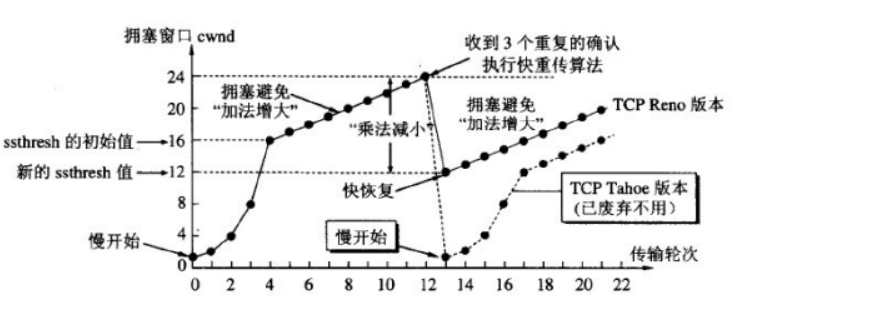 拥塞窗口 cwnd
收到 3 个重复的确认
执行快重传算法
24
拥塞避免
“加法增大”
20
拥塞避免
“加法增大”
TCP Reno 版本
“乘法减小”
ssthresh 的初始值
16
新的 ssthresh 值
12
快恢复
TCP Tahoe 版本
(已废弃不用）
8
慢开始
4
慢开始
传输轮次
0
0 2 4 6 8 10 12 14 16 18 20 22